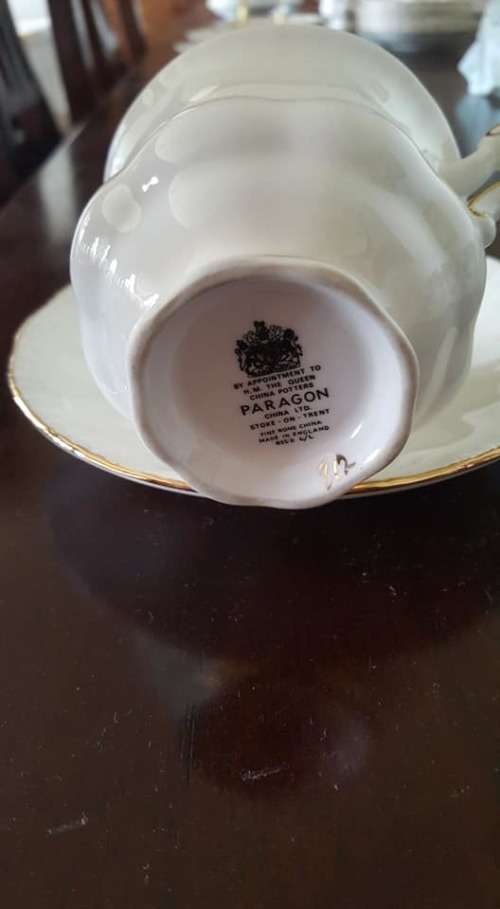 BY APPOINTMENT TO
H.M. THE QUEEN
CHINA POTTERS
PARAGON
CHINA LTD.
STOKE-ON-TRENT
FINE BONE CHINA
MADE IN ENGLAND
REG'D